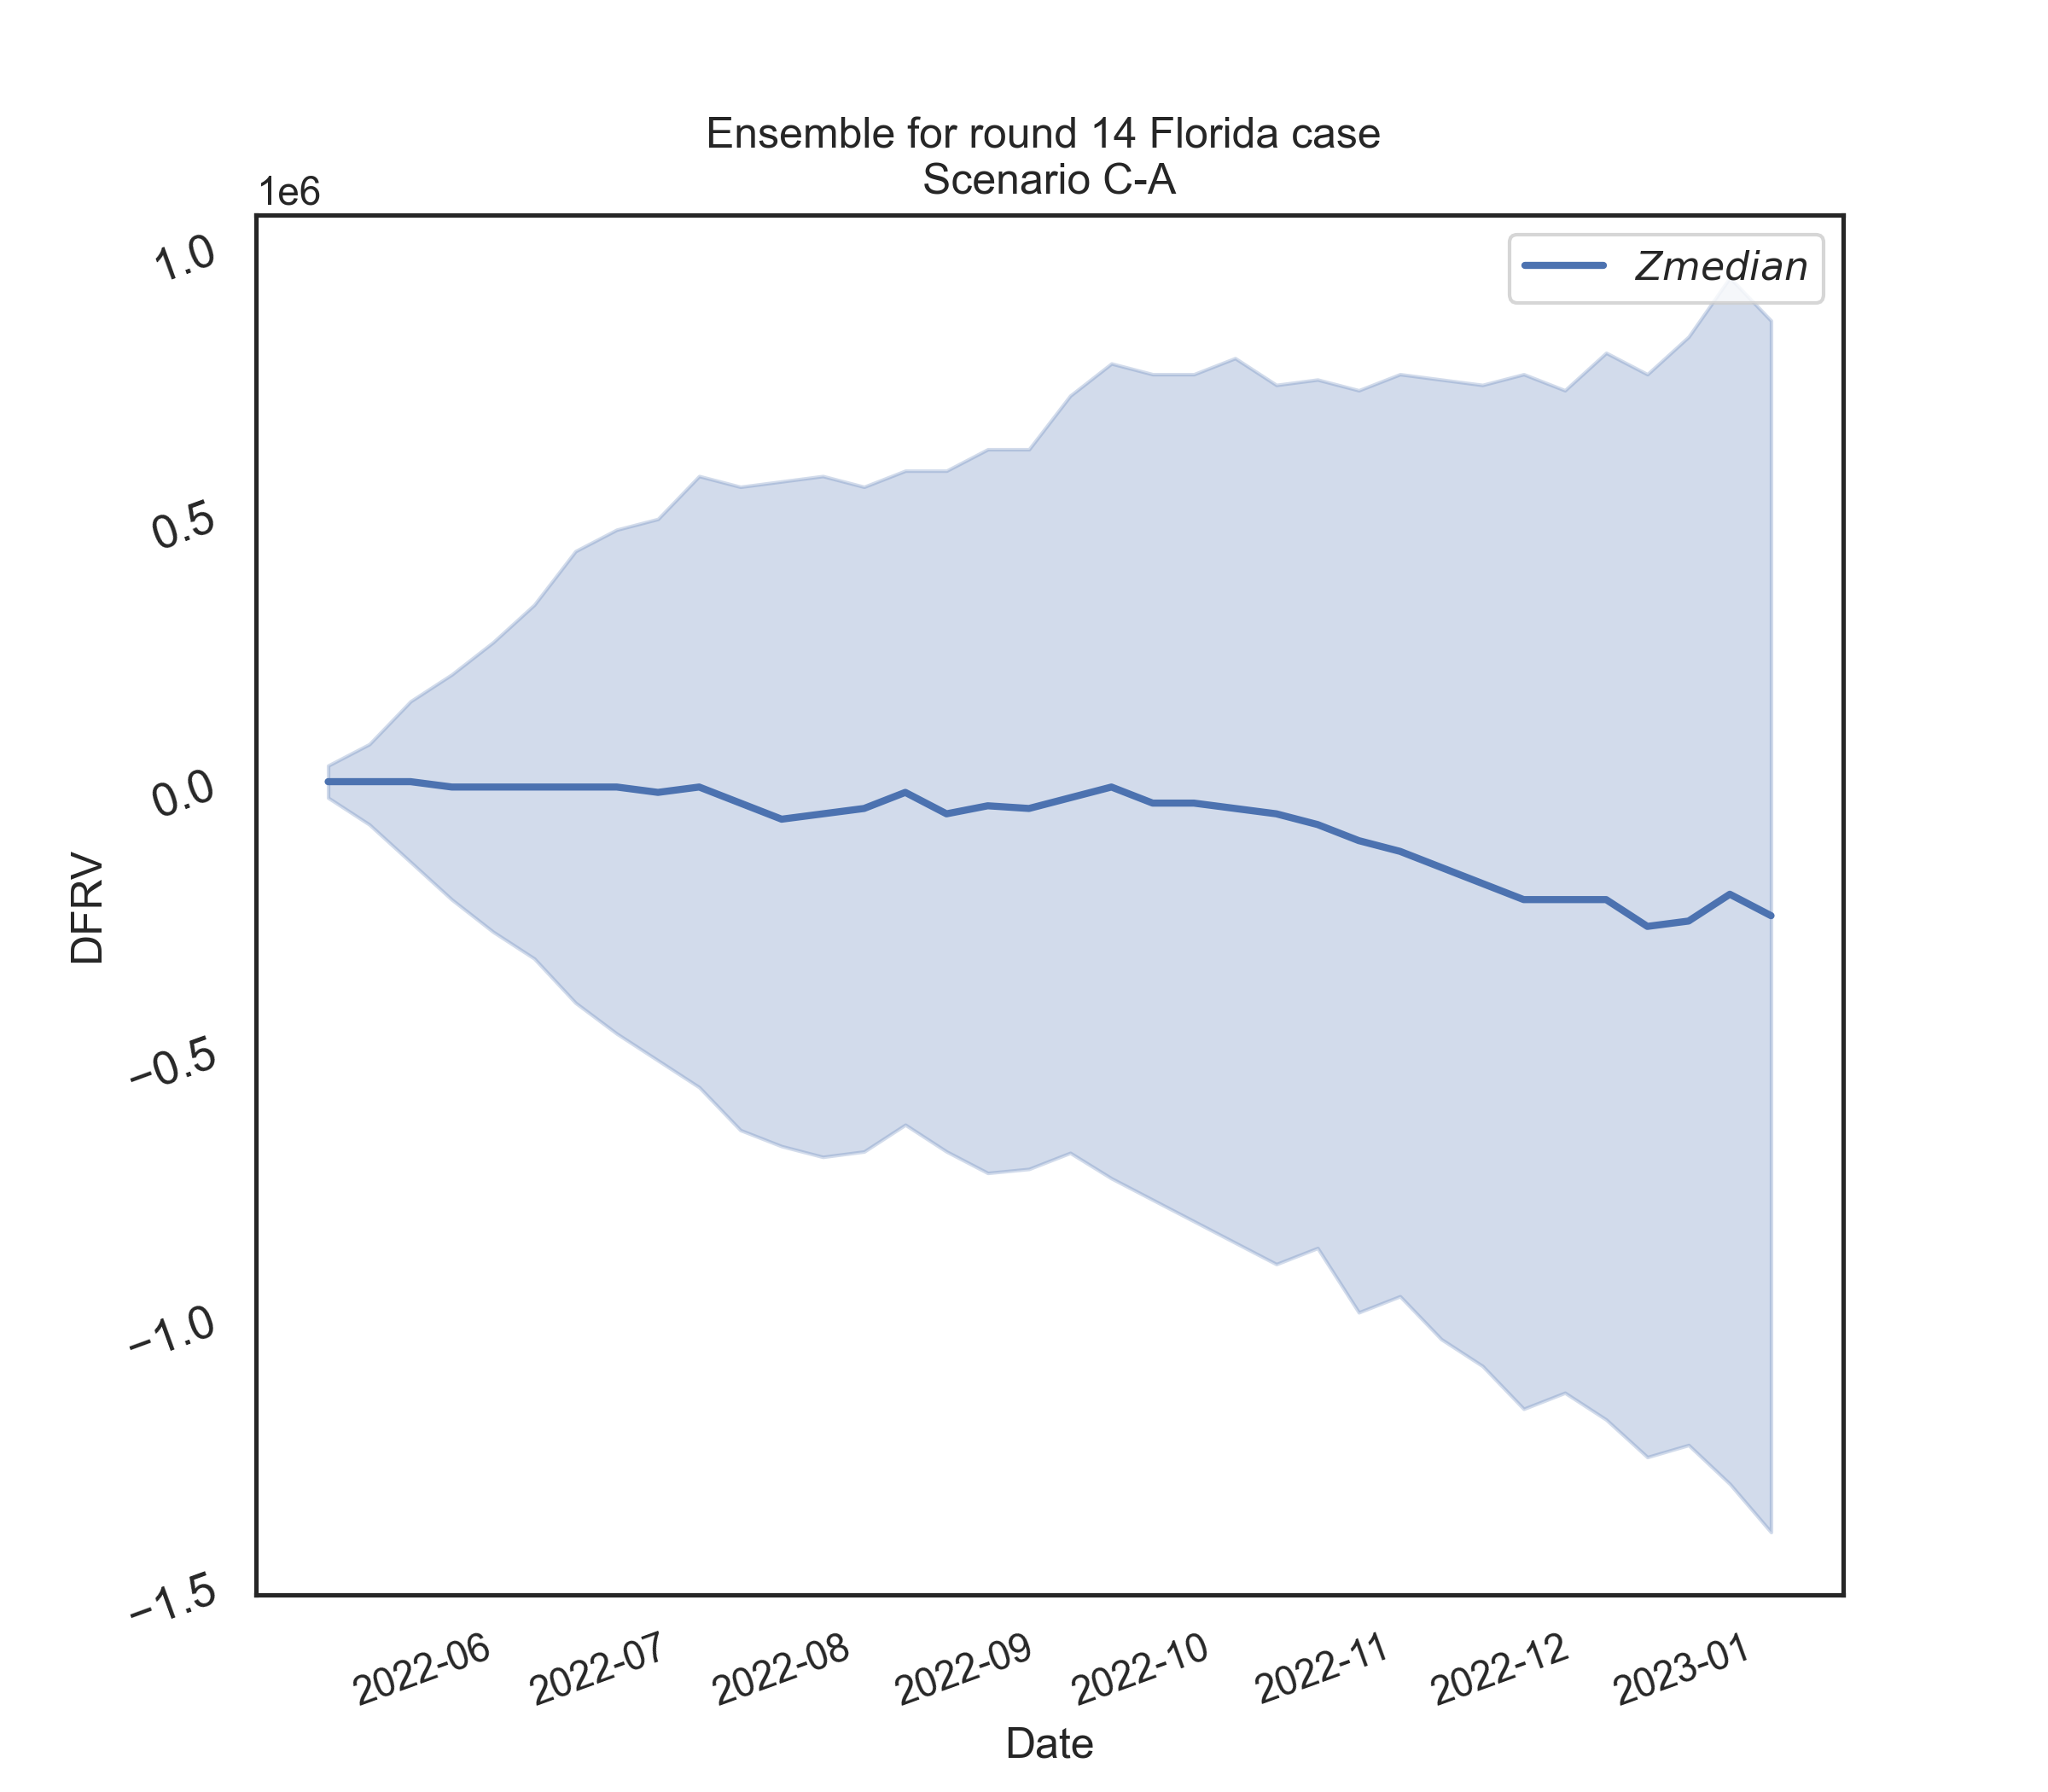 Ensemble for round 14 Florida case
Scenario C-A
1e6
Zmedian
1.0
0.5
0.0
−0.5
−1.0
−1.5
DFRV
2022-06
2022-07
2022-08
2022-09
2022-10
2022-11
2022-12
2023-01
Date